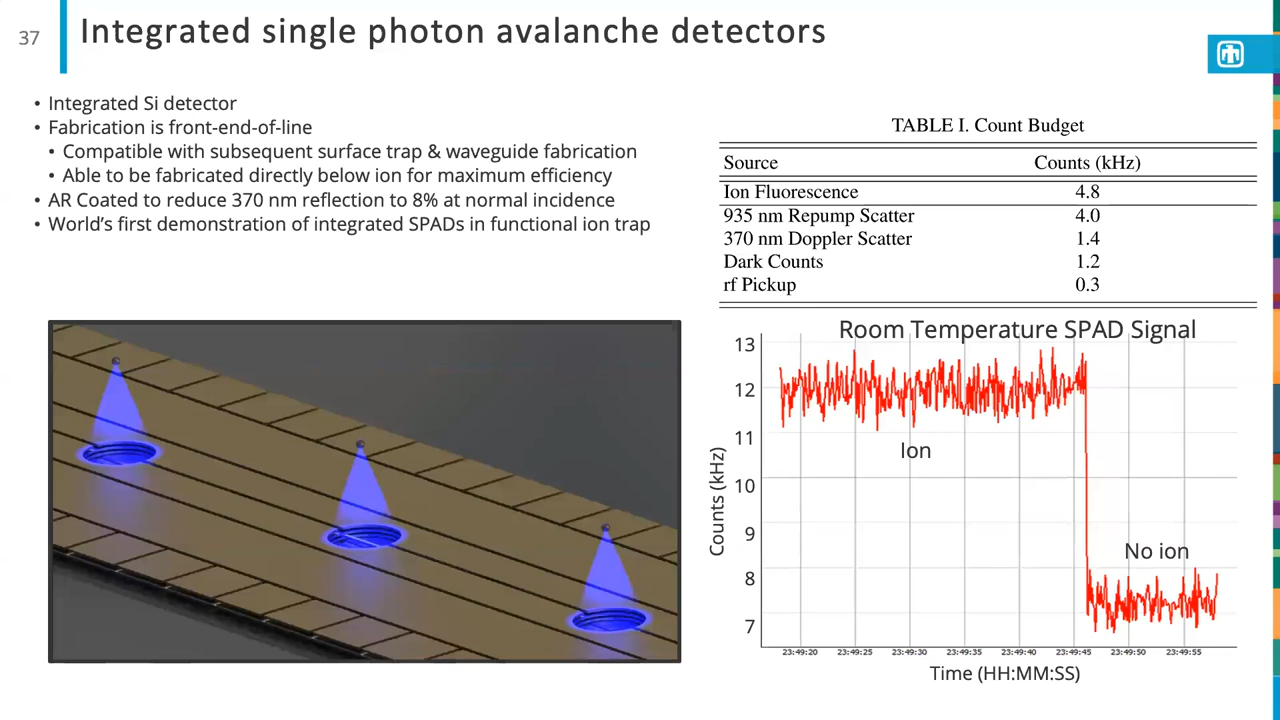 37
Integrated single photon avalanche detectors
• Integrated Si detector
• Fabrication is front-end-of-line
• Compatible with subsequent surface trap & waveguide fabrication
• Able to be fabricated directly below ion for maximum efficiency
• AR Coated to reduce 370 nm reflection to 8% at normal incidence
• World’s first demonstration of integrated SPADs in functional ion trap
TABLE I. Count Budget
Source Counts (kHz)
Ion Fluorescence 4.8
935 nm Repump Scatter 4.0
370 nm Doppler Scatter 1.4
Dark Counts 1.2
rf Pickup 0.3
Room Temperature SPAD Signal
13
12
11
10
9
8
7
Counts (kHz)
Ion
No ion
23:49:20 23:49:25 23:49:30 23:49:35 23:49:40 23:49:45 23:49:50 23:49:55
Time (HH:MM:SS)